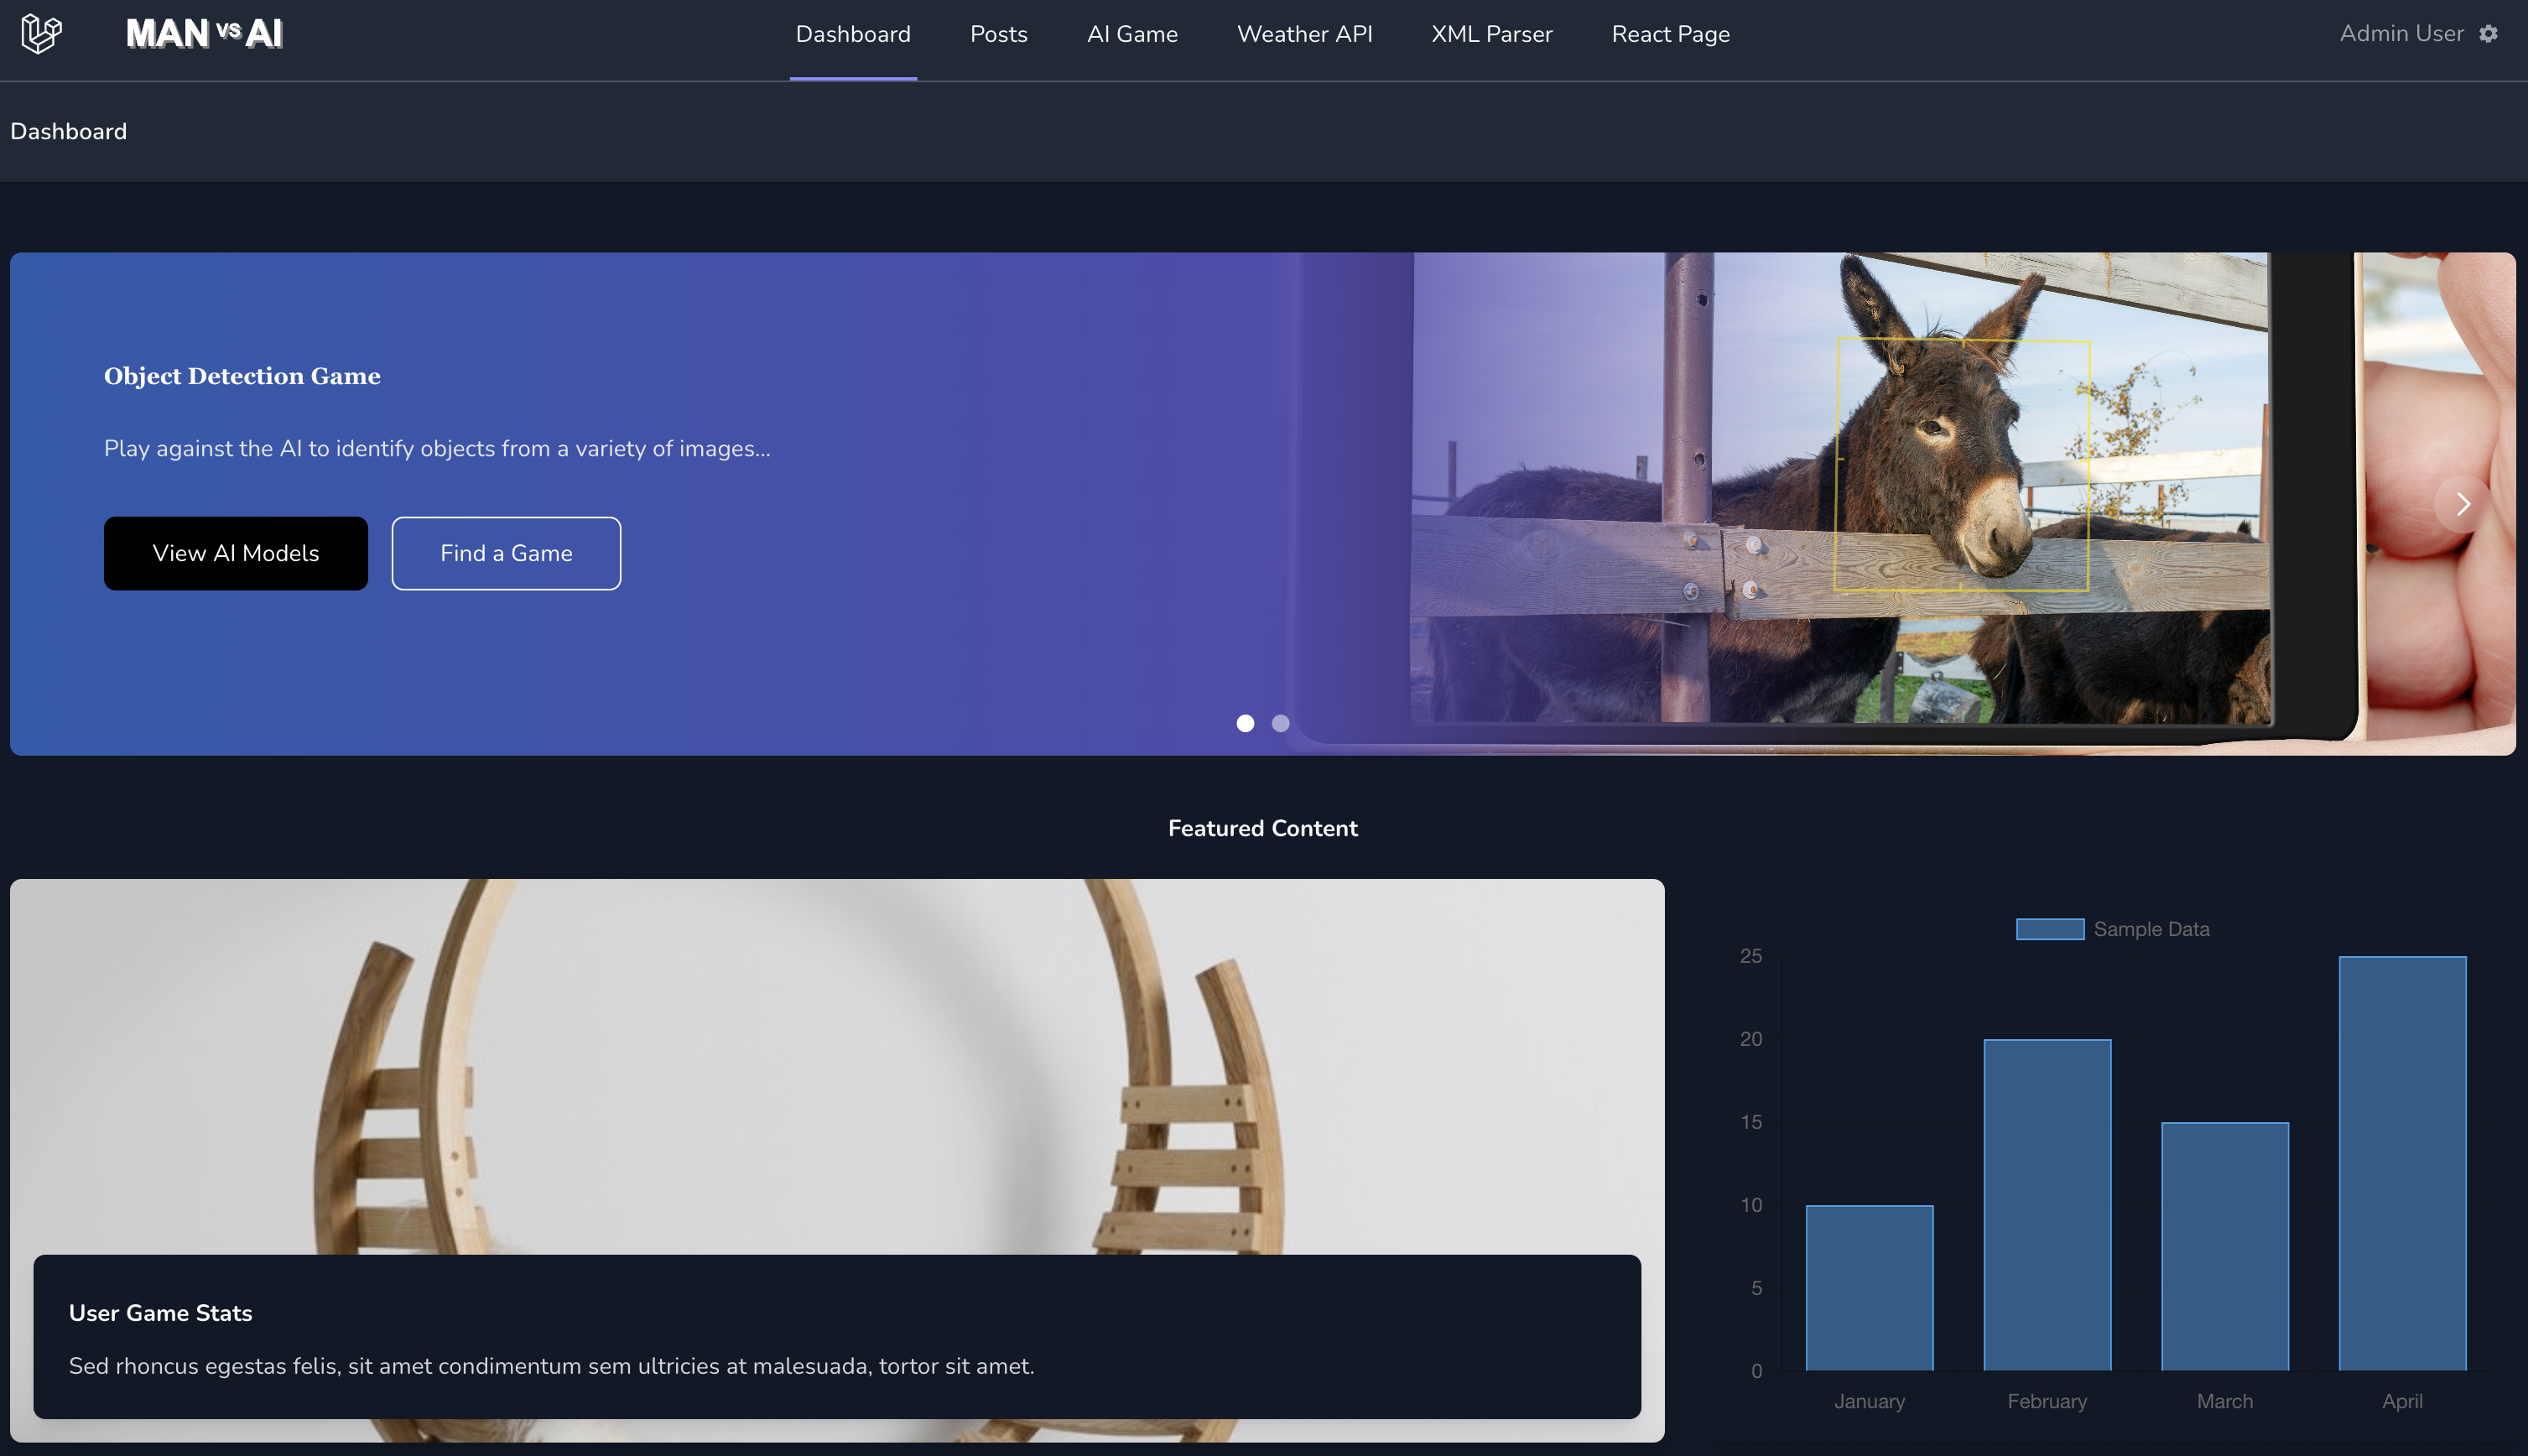 MAN VS AI
Dashboard
Posts
AI Game
Weather API
XML Parser
React Page
Admin User
Dashboard
Object Detection Game
Play against the AI to identify objects from a variety of images...
View AI Models
Find a Game
Featured Content
User Game Stats
Sed rhoncus egestas felis, sit amet condimentum sem ultricies at malesuada, tortor sit amet.
Sample Data
25
20
15
10
5
0
January
February
March
April